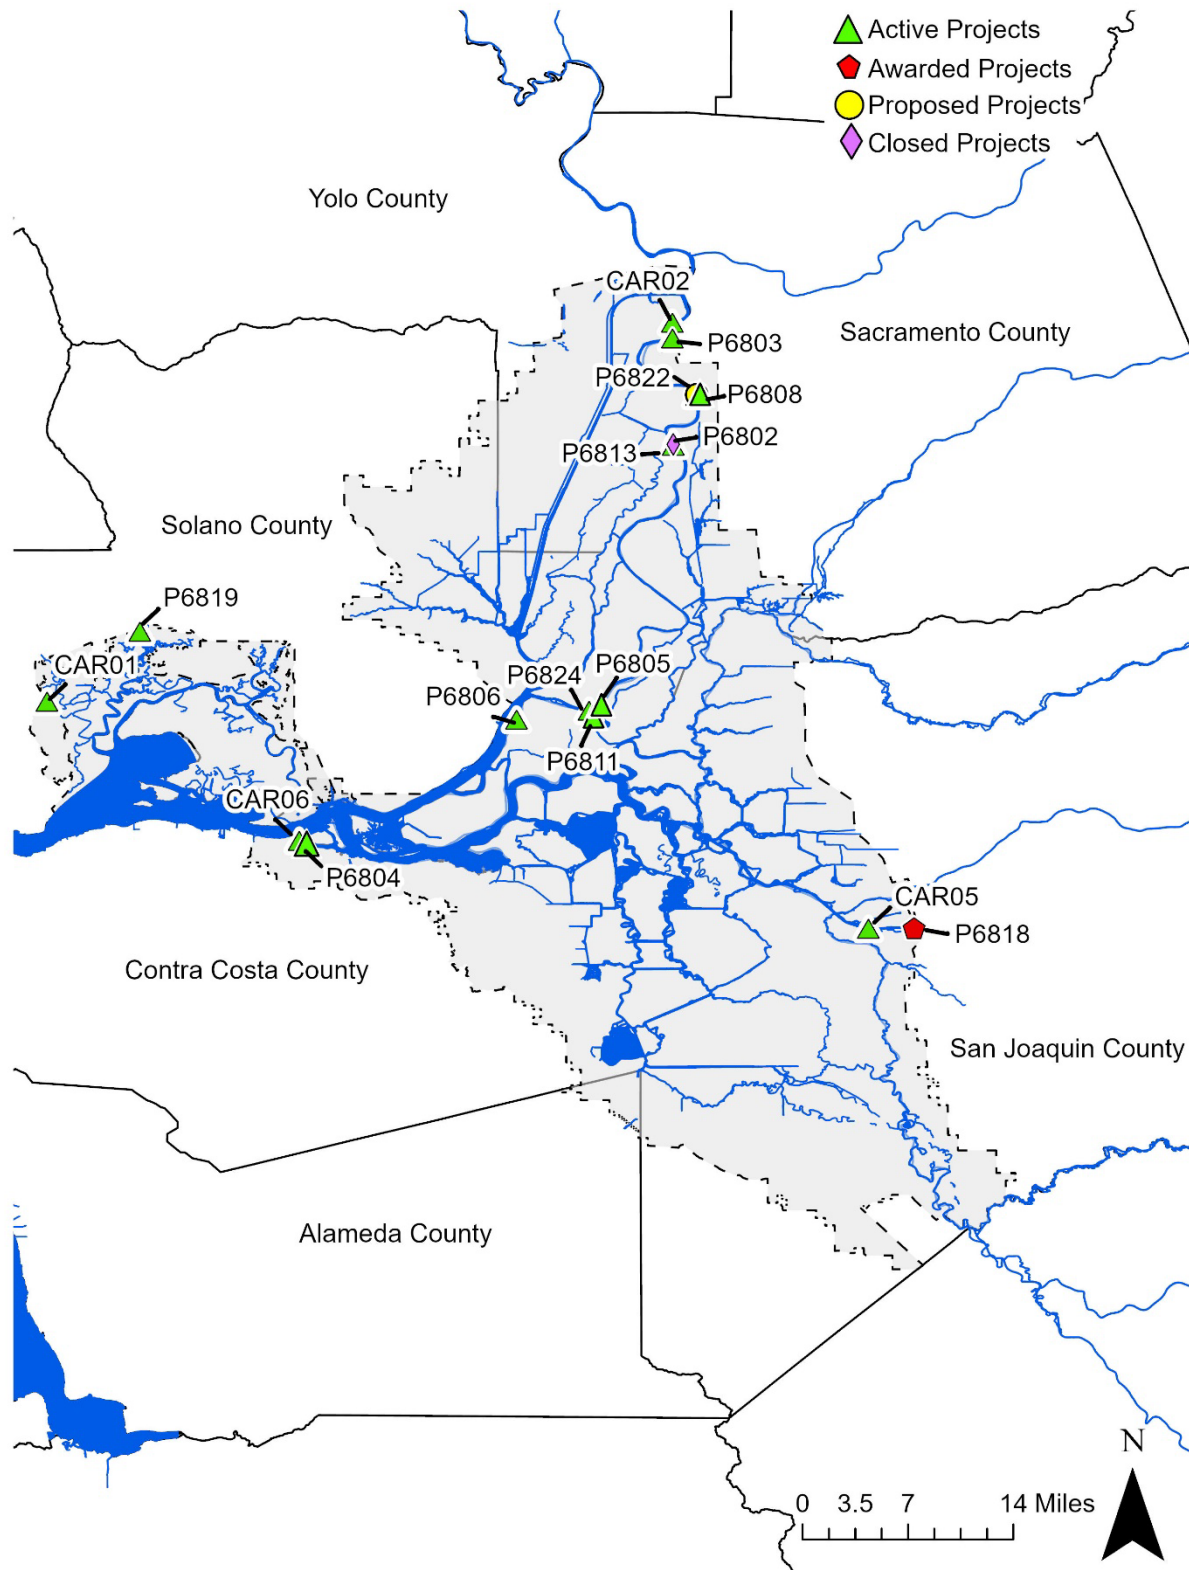 Active Projects
Awarded Projects
Proposed Projects
Closed Projects
Yolo County
CAR02
Sacramento County
P6803
P6822
P6808
P6802
P6813
Solano County
P6819
CAR01
P6805
P6824
P6806
P6811
CAR06
P6804
CAR05
P6818
Contra Costa County
San Joaquin County
Alameda County
N
0 3.5 7 14 Miles